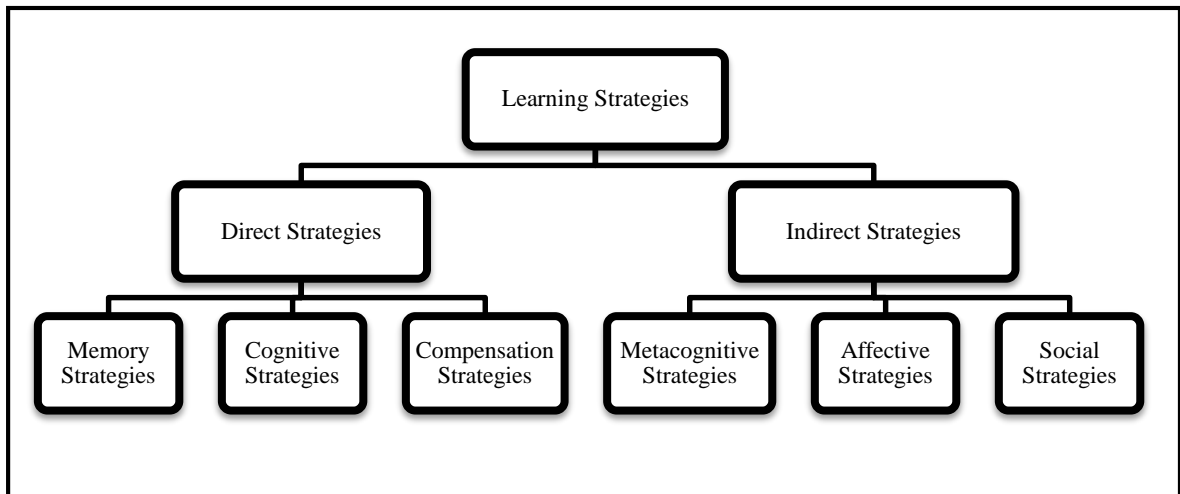 Learning Strategies
Direct Strategies
Indirect Strategies
Memory
Strategies
Cognitive
Strategies
Compensation
Strategies
Metacognitive
Strategies
Affective
Strategies
Social
Strategies